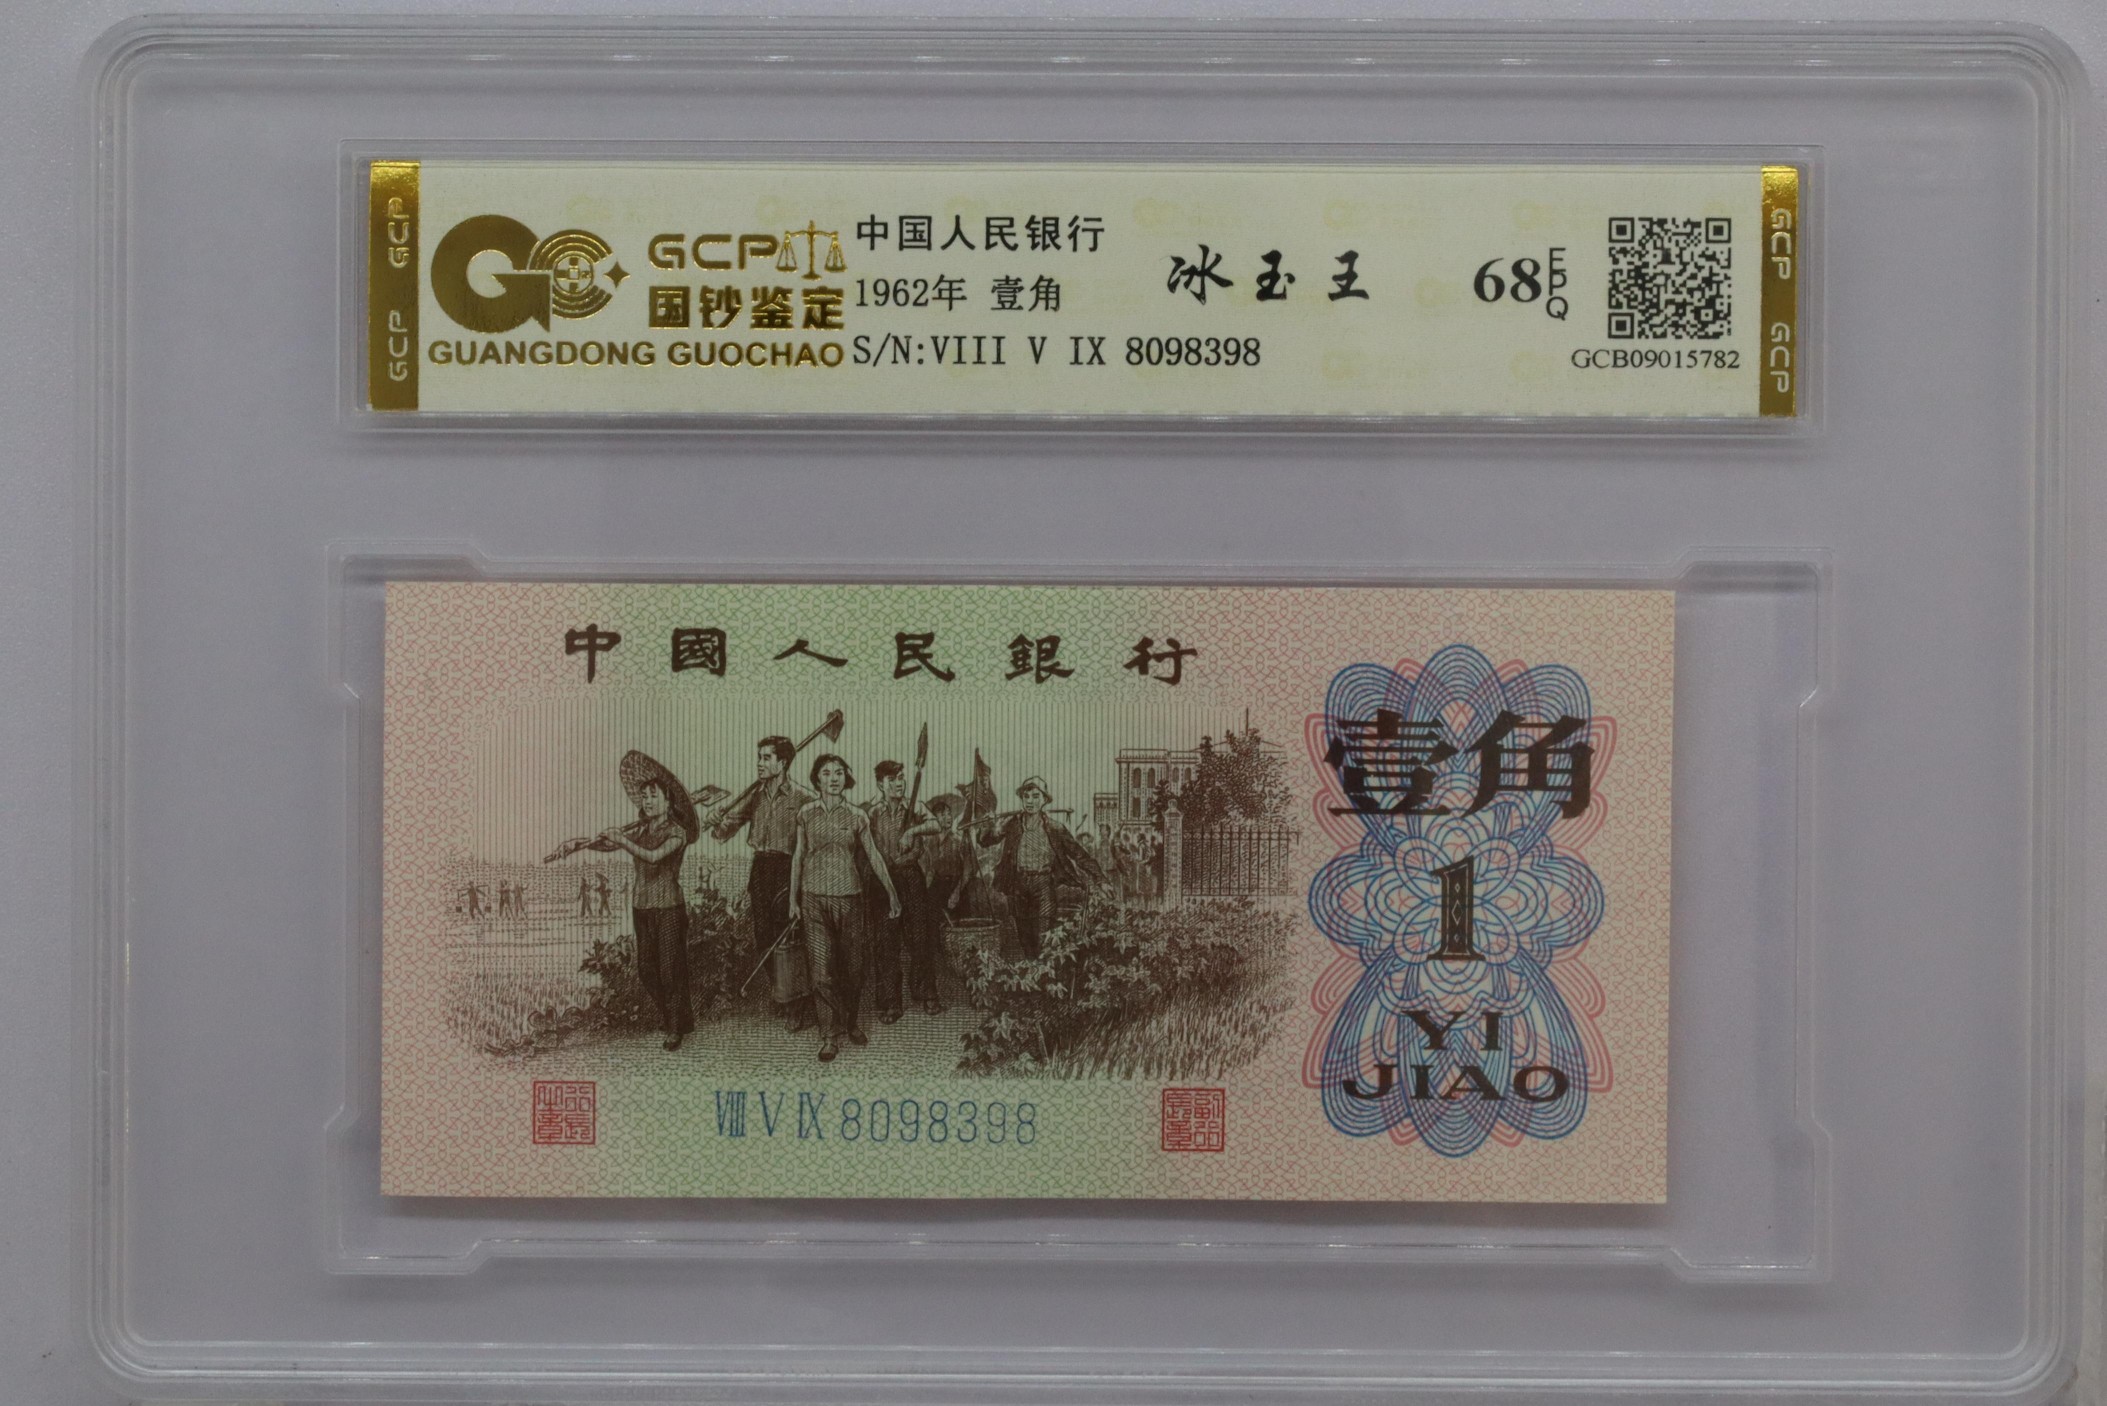 GCP GCP
GCP
国钞鉴定
GUANGDONG GUOCHAO
中国人民银行
1962年 壹角
S/N:VIII V IX 8098398
冰玉王
68 EPQ
GCB09015782
GCP GCP
中國人民銀行
壹角
1
YI
JIAO
VIII V IX 8098398